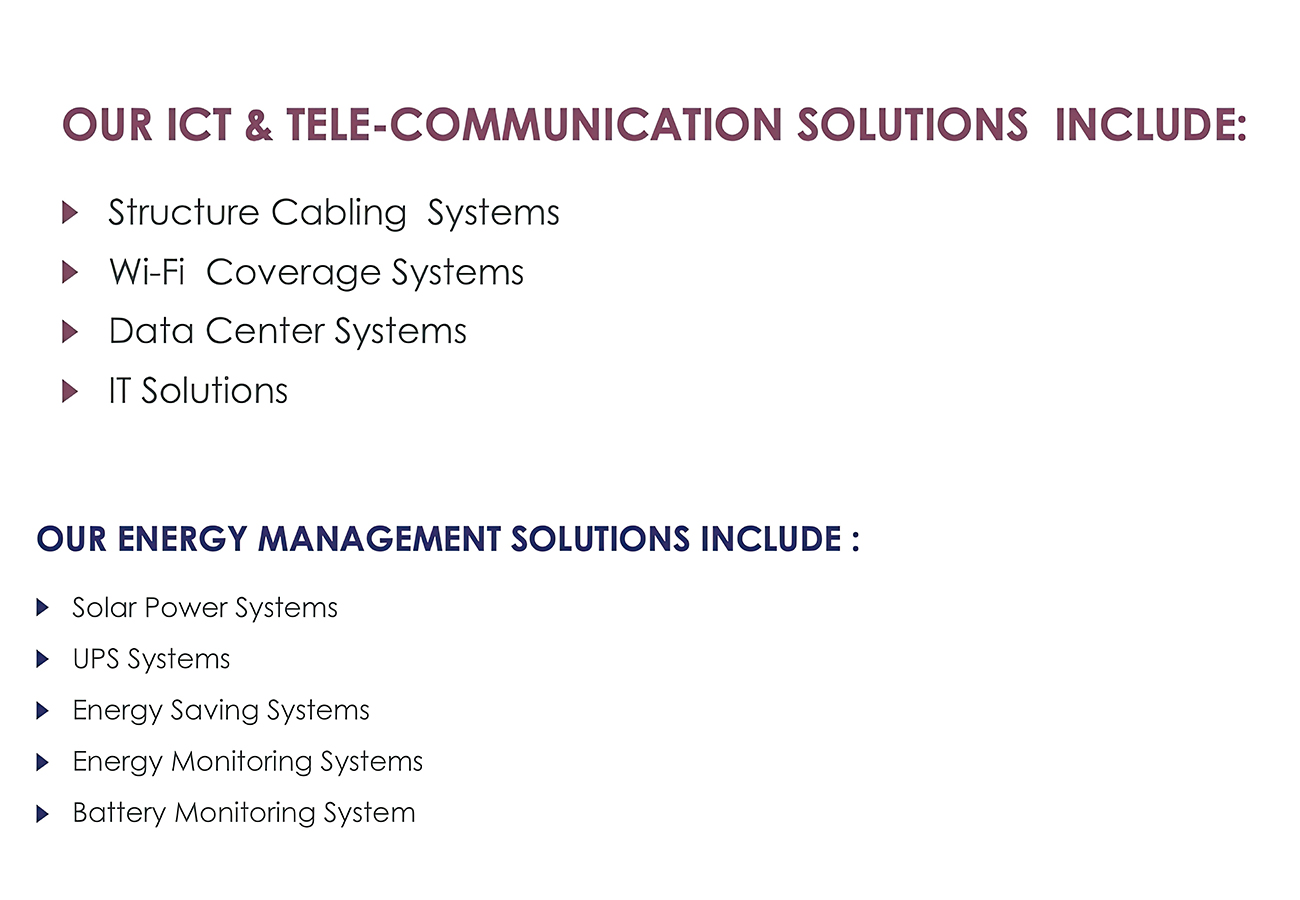 OUR ICT & TELE-COMMUNICATION SOLUTIONS  INCLUDE:
Structure Cabling  Systems
Wi-Fi  Coverage Systems
Data Center Systems
IT Solutions
OUR ENERGY MANAGEMENT SOLUTIONS INCLUDE :
Solar Power Systems
UPS Systems
Energy Saving Systems
Energy Monitoring Systems
Battery Monitoring System